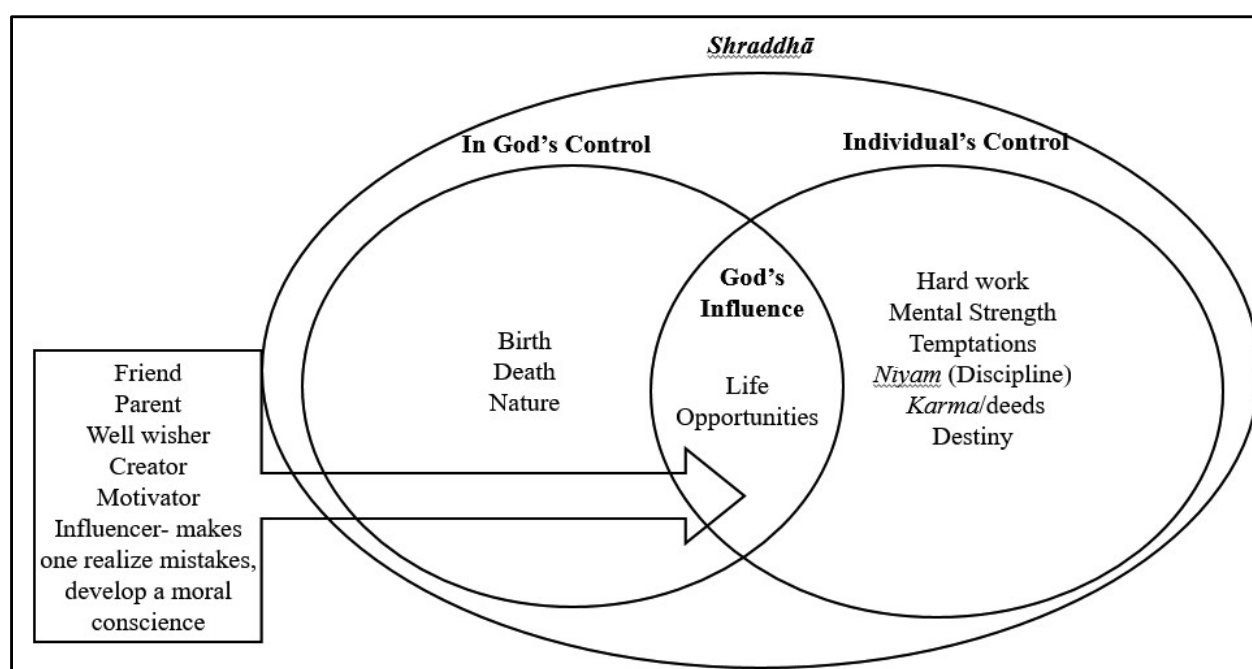 Shraddhā
In God's Control
Individual's Control
God's
Influence
Birth
Death
Nature
Life
Opportunities
Hard work
Mental Strength
Temptations
Niyam (Discipline)
Karma/deeds
Destiny
Friend
Parent
Well wisher
Creator
Motivator
Influencer- makes
one realize mistakes,
develop a moral
conscience